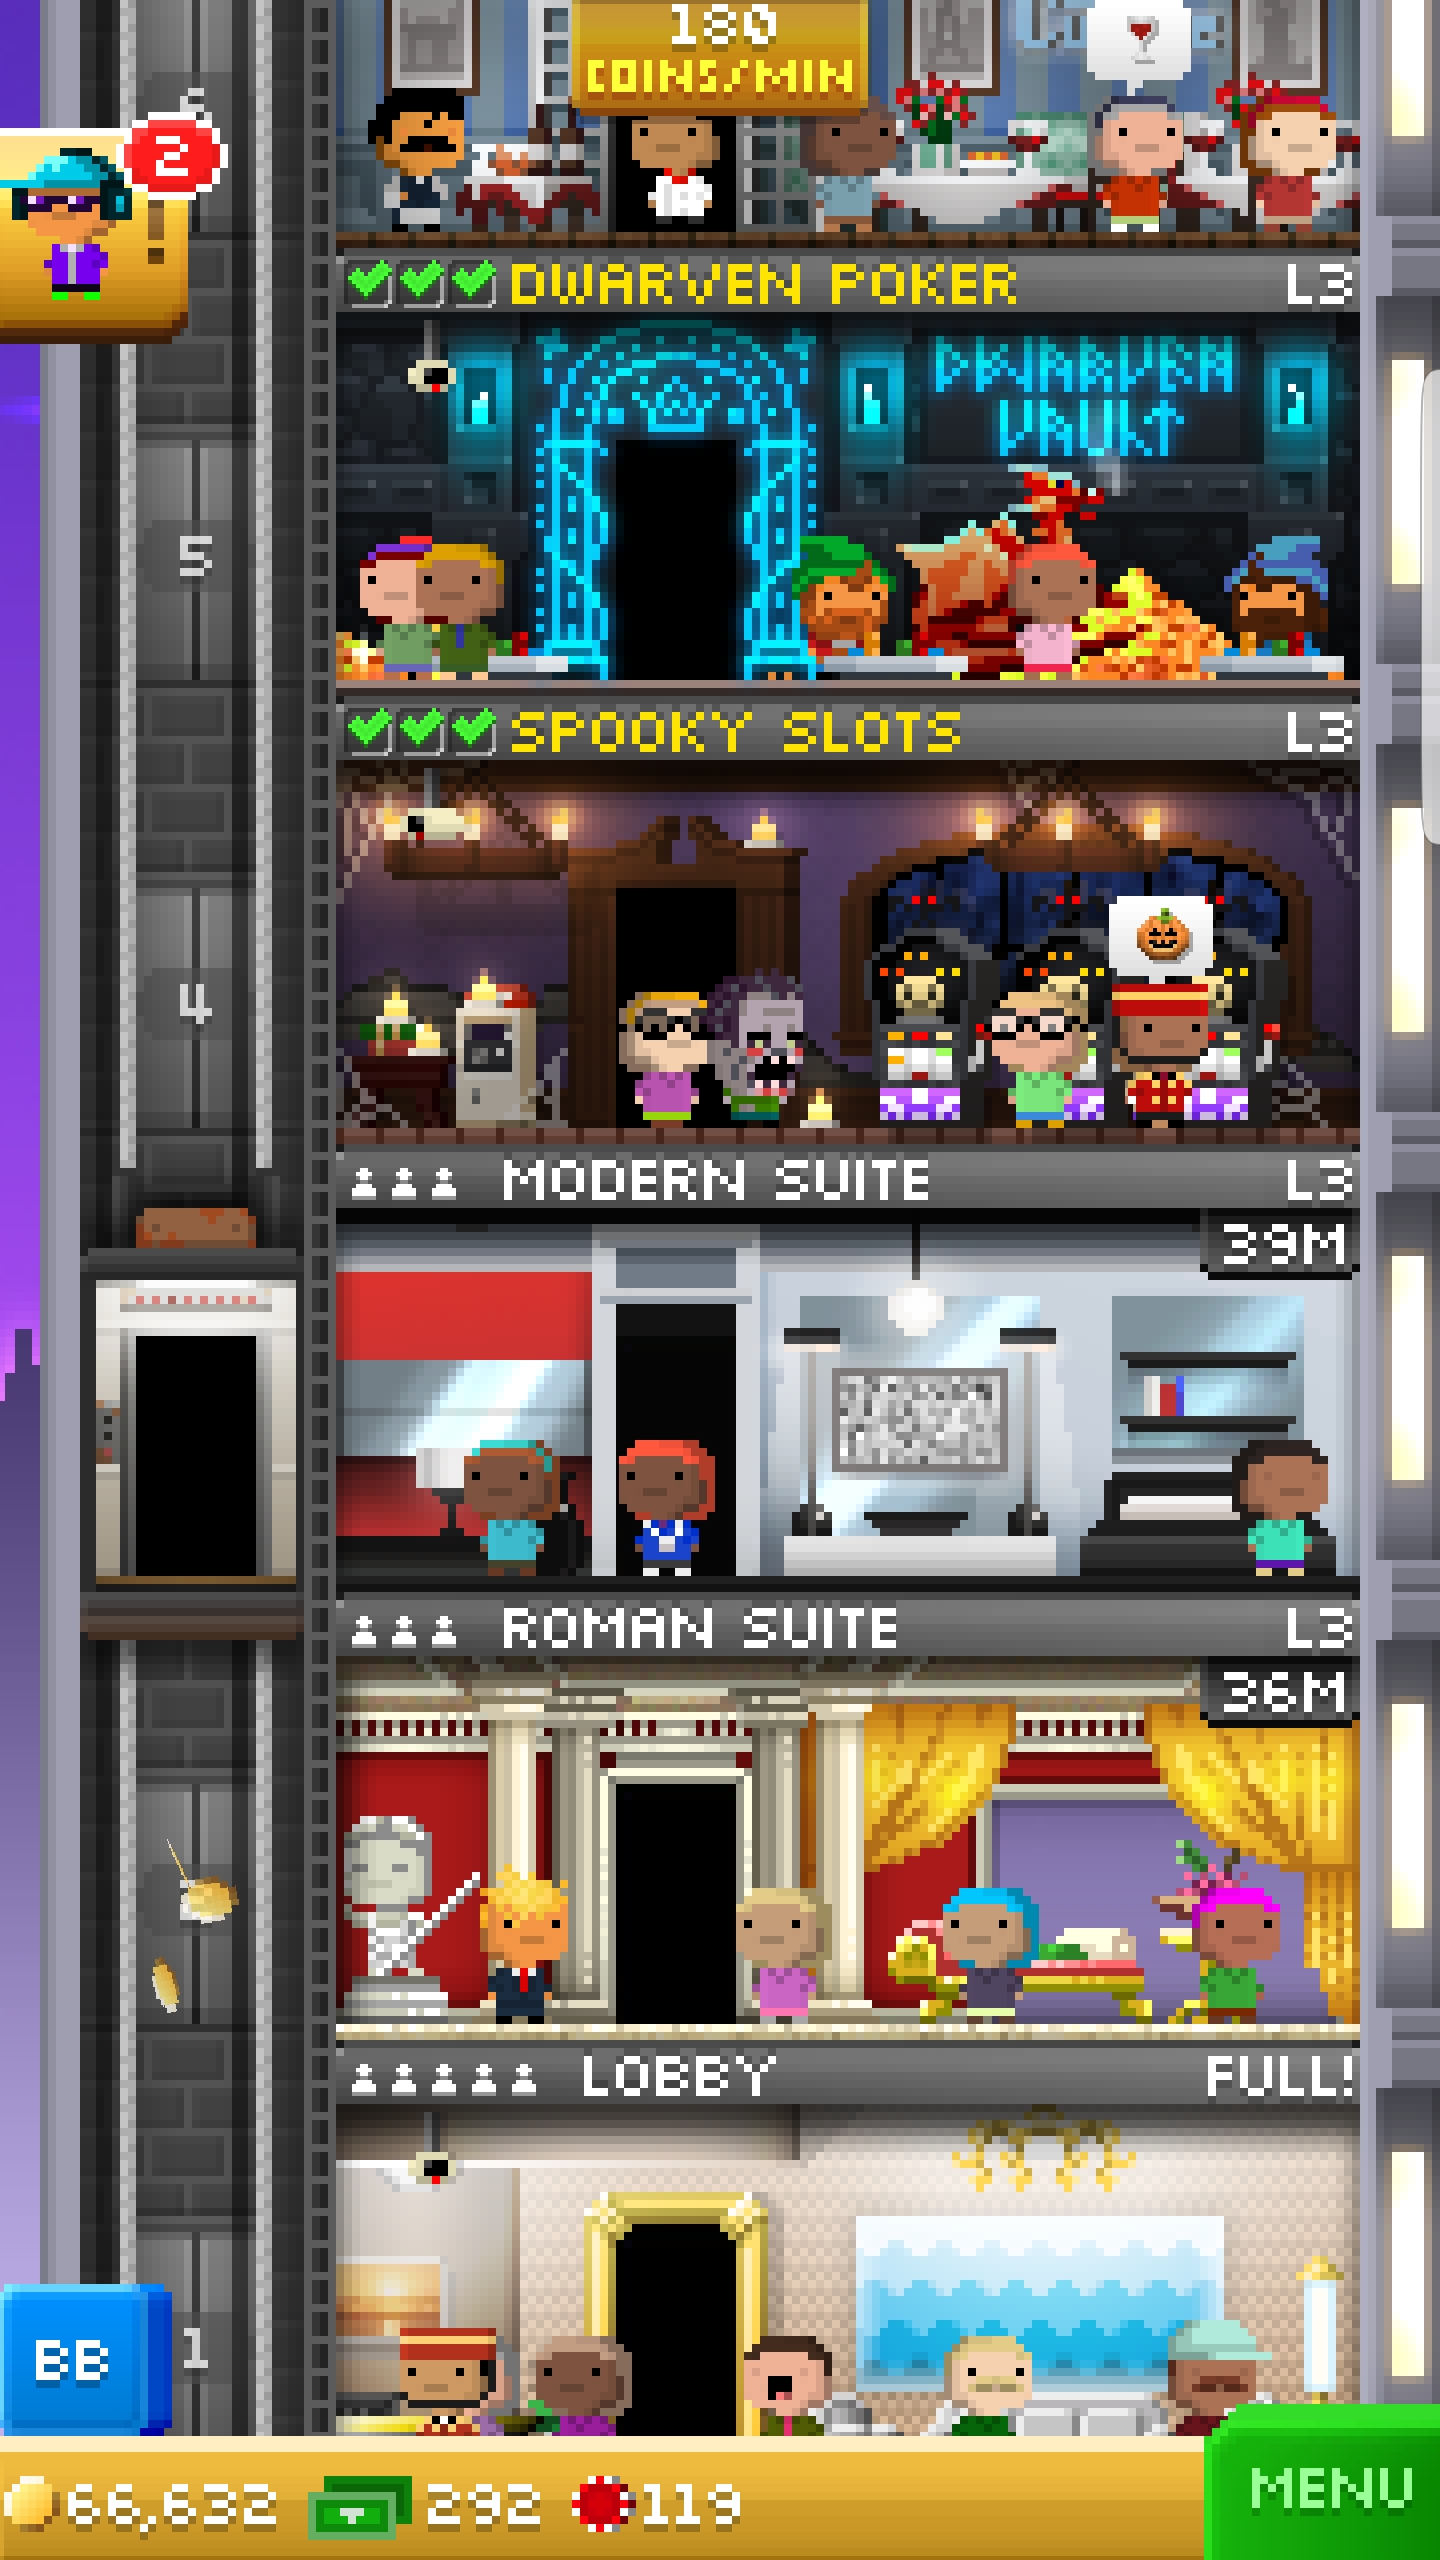 180
COINS/MIN
2
DWARVEN POKER
L3
DWARVEN
VAULT
5
SPOOKY SLOTS
L3
4
MODERN SUITE
L3
39M
ROMAN SUITE
L3
36M
LOBBY
FULL!
BB
1
66,632
292
119
MENU